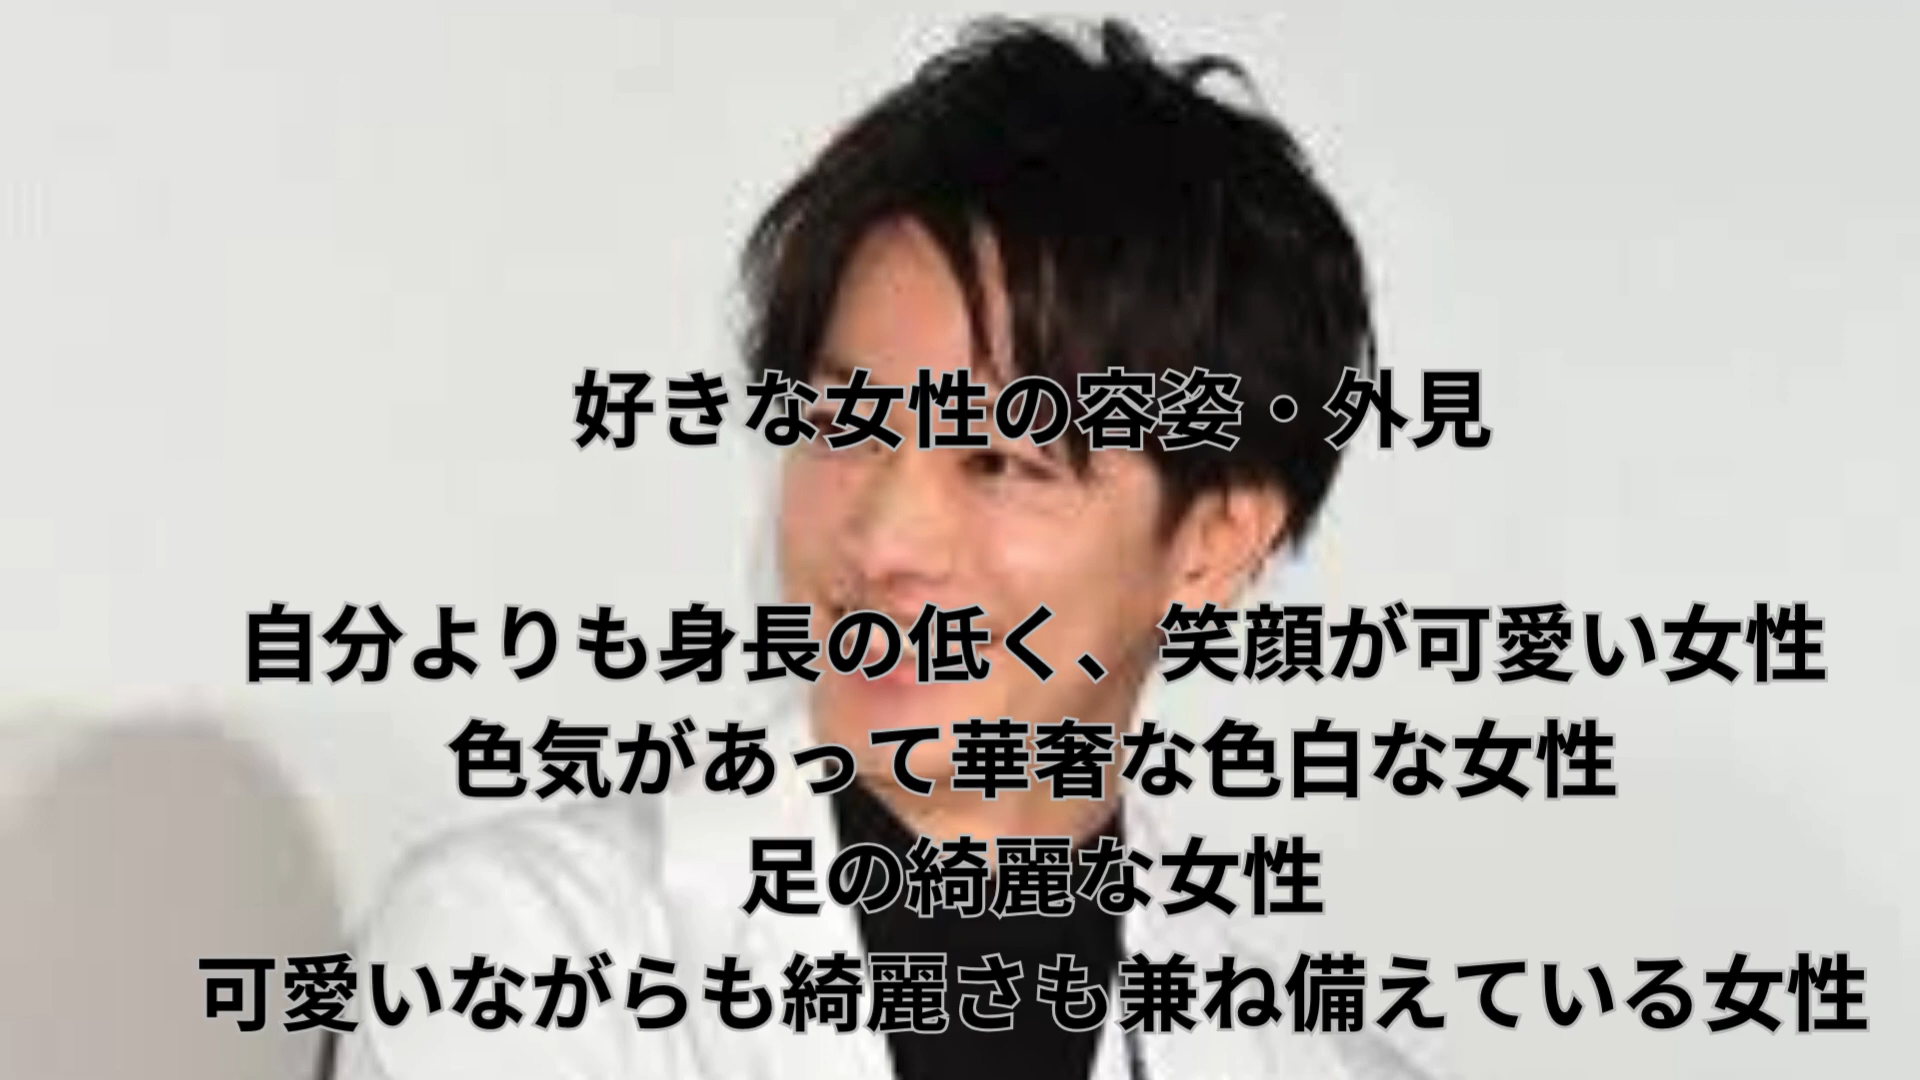 好きな女性の容姿・外見
自分よりも身長の低く、笑顔が可愛い女性
色気があって華奢な色白な女性
足の綺麗な女性
可愛いながらも綺麗さも兼ね備えている女性